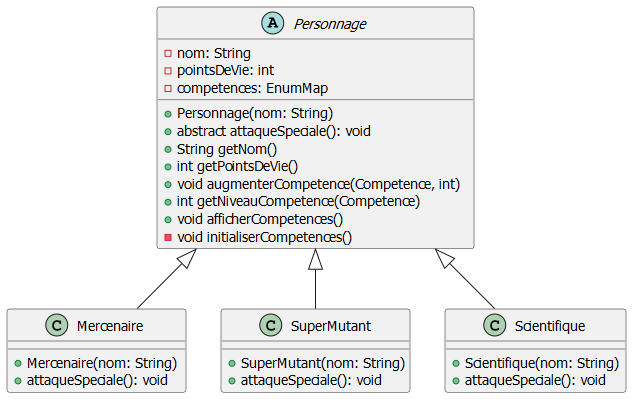 A Personnage
nom: String
pointsDeVie: int
competences: EnumMap
Personnage(nom: String)
abstract attaqueSpeciale(): void
String getNom()
int getPointsDeVie()
void augmenterCompetence(Competence, int)
int getNiveauCompetence(Competence)
void afficherCompetences()
void initialiserCompetences()
C Mercenaire
Mercenaire(nom: String)
attaqueSpeciale(): void
C SuperMutant
SuperMutant(nom: String)
attaqueSpeciale(): void
C Scientifique
Scientifique(nom: String)
attaqueSpeciale(): void